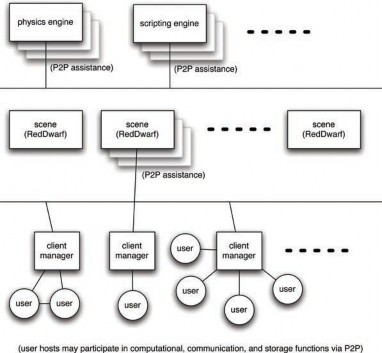 physics engine
scripting engine
(P2P assistance)
(P2P assistance)
scene
(RedDwarf)
scene
(RedDwarf)
scene
(RedDwarf)
(P2P assistance)
client
manager
client
manager
client
manager
user
user
user
user
user
user
user
(user hosts may participate in computational, communication, and storage functions via P2P)